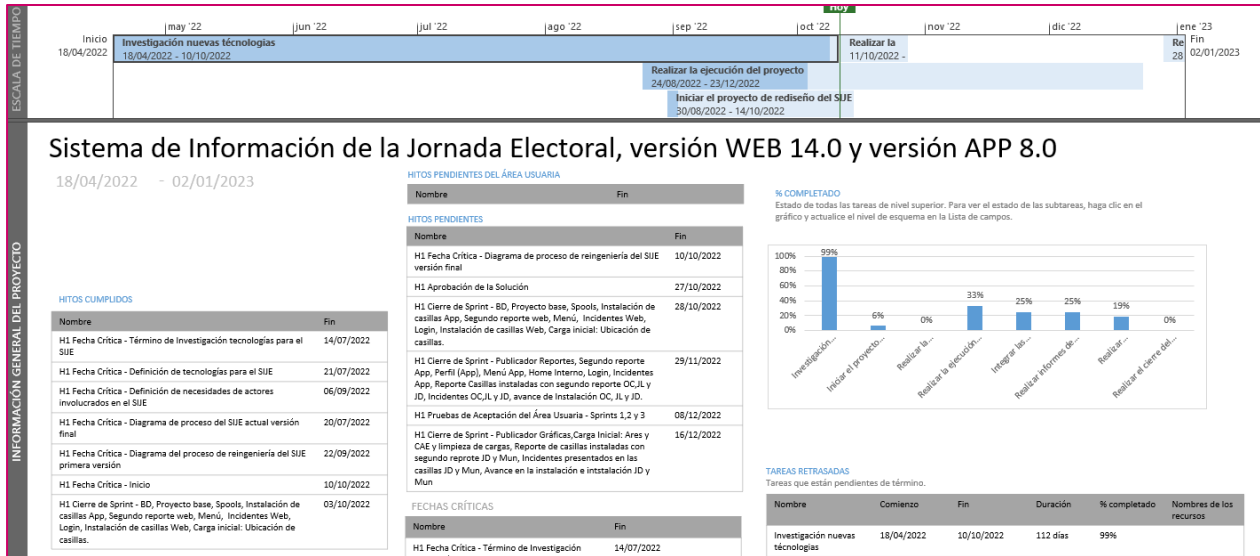 Hoy
may '22
jun '22
jul '22
ago '22
sep '22
oct '22
nov '22
dic '22
ene '23
ESCALA DE TIEMPO
Inicio
18/04/2022
Investigación nuevas técnologias
18/04/2022 - 10/10/2022
Realizar la
11/10/2022 -
Re
28
Fin
02/01/2023
Realizar la ejecución del proyecto
24/08/2022 - 23/12/2022
Iniciar el proyecto de rediseño del SIJE
30/08/2022 - 14/10/2022
INFORMACIÓN GENERAL DEL PROYECTO
Sistema de Información de la Jornada Electoral, versión WEB 14.0 y versión APP 8.0
18/04/2022 - 02/01/2023
HITOS CUMPLIDOS
Nombre Fin
H1 Fecha Crítica - Término de Investigación tecnologías para el 14/07/2022
SIJE
H1 Fecha Crítica - Definición de tecnologías para el SIJE 21/07/2022
H1 Fecha Crítica - Definición de necesidades de actores 06/09/2022
involucrados en el SIJE
H1 Fecha Crítica - Diagrama de proceso del SIJE actual versión 20/07/2022
final
H1 Fecha Crítica - Diagrama del proceso de reingeniería del SIJE 22/09/2022
primera versión
H1 Fecha Crítica - Inicio 10/10/2022
H1 Cierre de Sprint - BD, Proyecto base, Spools, Instalación de 03/10/2022
casillas App, Segundo reporte web, Menú, Incidentes Web,
Login, Instalación de casillas Web, Carga inicial: Ubicación de
casillas.
HITOS PENDIENTES DEL ÁREA USUARIA
Nombre Fin
HITOS PENDIENTES
Nombre Fin
H1 Fecha Crítica - Diagrama de proceso de reingeniería del SIJE 10/10/2022
versión final
H1 Aprobación de la Solución 27/10/2022
H1 Cierre de Sprint - BD, Proyecto base, Spools, Instalación de 28/10/2022
casillas App, Segundo reporte web, Menú, Incidentes Web,
Login, Instalación de casillas Web, Carga inicial: Ubicación de
casillas.
H1 Cierre de Sprint - Publicador Reportes, Segundo reporte 29/11/2022
App, Perfil (App), Menú App, Home Interno, Login, Incidentes
App, Reporte Casillas instaladas con segundo reporte OC,JL y
JD, Incidentes OC,JL y JD, avance de Instalación OC, JL y JD.
H1 Pruebas de Aceptación del Área Usuaria - Sprints 1,2 y 3 08/12/2022
H1 Cierre de Sprint - Publicador Gráficas,Carga Inicial: Ares y 16/12/2022
CAE y limpieza de cargas, Reporte de casillas instaladas con
segundo reprote JD y Mun, Incidentes presentados en las
casillas JD y Mun, Avance en la instalación e intstalación JD y
Mun
FECHAS CRÍTICAS
Nombre Fin
H1 Fecha Crítica - Término de Investigación 14/07/2022
% COMPLETADO
Estado de todas las tareas de nivel superior. Para ver el estado de las subtareas, haga clic en el
gráfico y actualice el nivel de esquema en la Lista de campos.
100%
80%
60%
40%
20%
0%
99%
6%
0%
33%
25%
25%
19%
0%
Investigación...
Iniciar el proyecto...
Realizar la...
Realizar la ejecución...
Integrar las...
Realizar informes de...
Realizar...
Realizar el cierre del...
TAREAS RETRASADAS
Tareas que están pendientes de término.
Nombre Comienzo Fin Duración % completado Nombres de los
recursos
Investigación nuevas 18/04/2022 10/10/2022 112 días 99%
técnologias